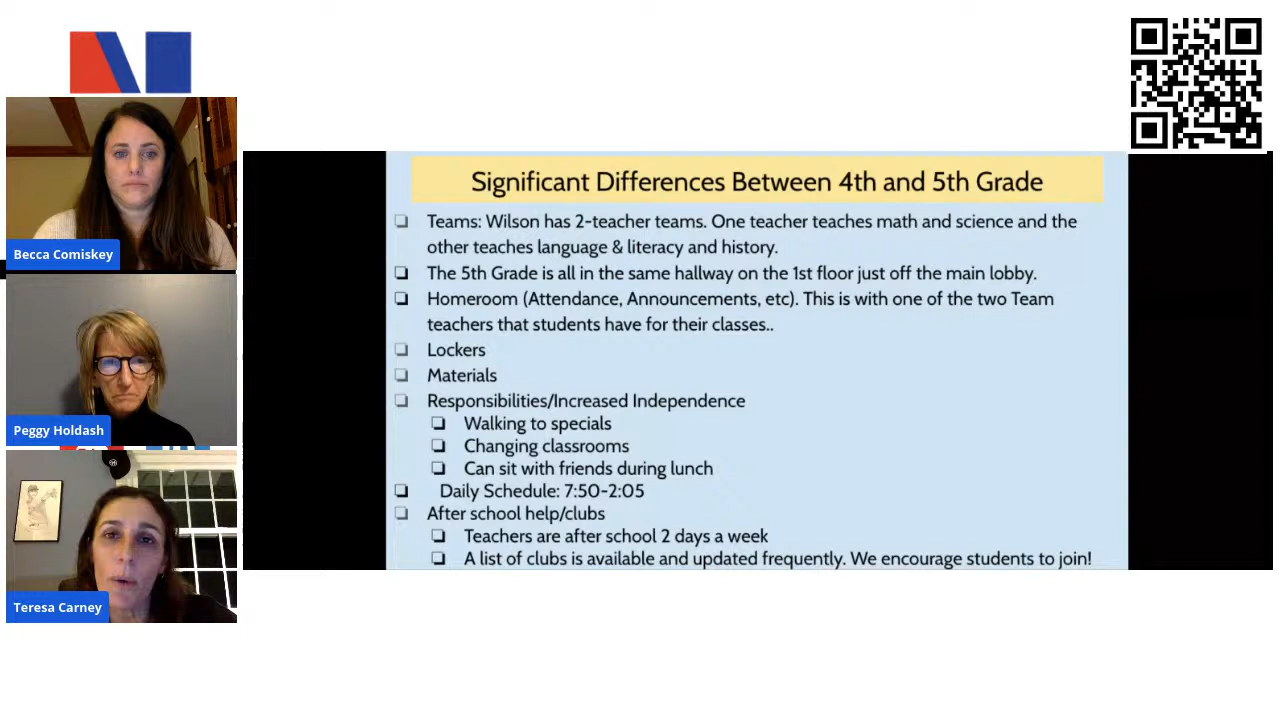 Becca Comiskey
Peggy Holdash
Teresa Carney
Significant Differences Between 4th and 5th Grade
Teams: Wilson has 2-teacher teams. One teacher teaches math and science and the
other teaches language & literacy and history.
The 5th Grade is all in the same hallway on the 1st floor just off the main lobby.
Homeroom (Attendance, Announcements, etc). This is with one of the two Team
teachers that students have for their classes..
Lockers
Materials
Responsibilities/Increased Independence
Walking to specials
Changing classrooms
Can sit with friends during lunch
Daily Schedule: 7:50-2:05
After school help/clubs
Teachers are after school 2 days a week
A list of clubs is available and updated frequently. We encourage students to join!